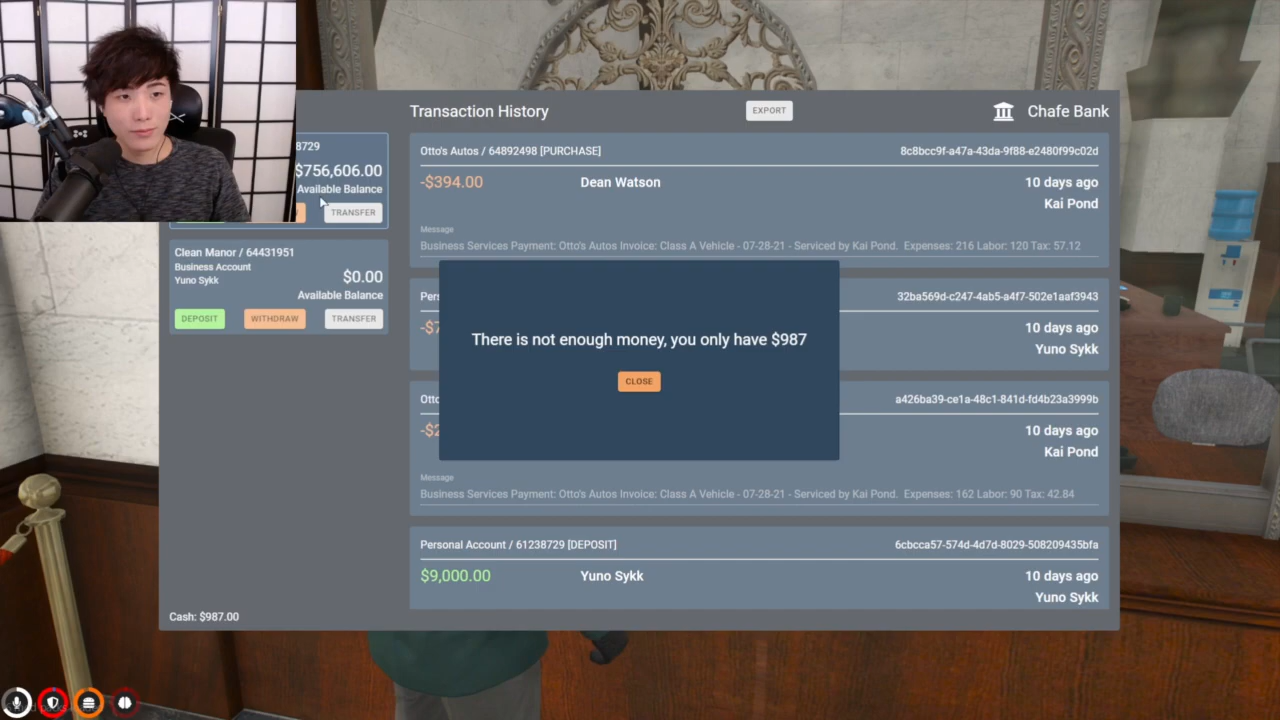 Transaction History
EXPORT
Chafe Bank
8729
$756,606.00
Available Balance
TRANSFER
Clean Manor / 64431951
Business Account
Yuno Sykk
$0.00
Available Balance
DEPOSIT
WITHDRAW
TRANSFER
Cash: $987.00
Otto's Autos / 64892498 [PURCHASE]
8c8bcc9f-a47a-43da-9f88-e2480f99c02d
-$394.00
Dean Watson
10 days ago
Kai Pond
Message
Business Services Payment: Otto's Autos Invoice: Class A Vehicle - 07-28-21 - Serviced by Kai Pond. Expenses: 216 Labor: 120 Tax: 57.12
Pers
32ba569d-c247-4ab5-a4f7-502e1aaf3943
-$7
10 days ago
Yuno Sykk
There is not enough money, you only have $987
CLOSE
Otto
a426ba39-ce1a-48c1-841d-fd4b23a3999b
-$2
10 days ago
Kai Pond
Message
Business Services Payment: Otto's Autos Invoice: Class A Vehicle - 07-28-21 - Serviced by Kai Pond. Expenses: 162 Labor: 90 Tax: 42.84
Personal Account / 61238729 [DEPOSIT]
6cbcca57-574d-4d7d-8029-508209435bfa
$9,000.00
Yuno Sykk
10 days ago
Yuno Sykk